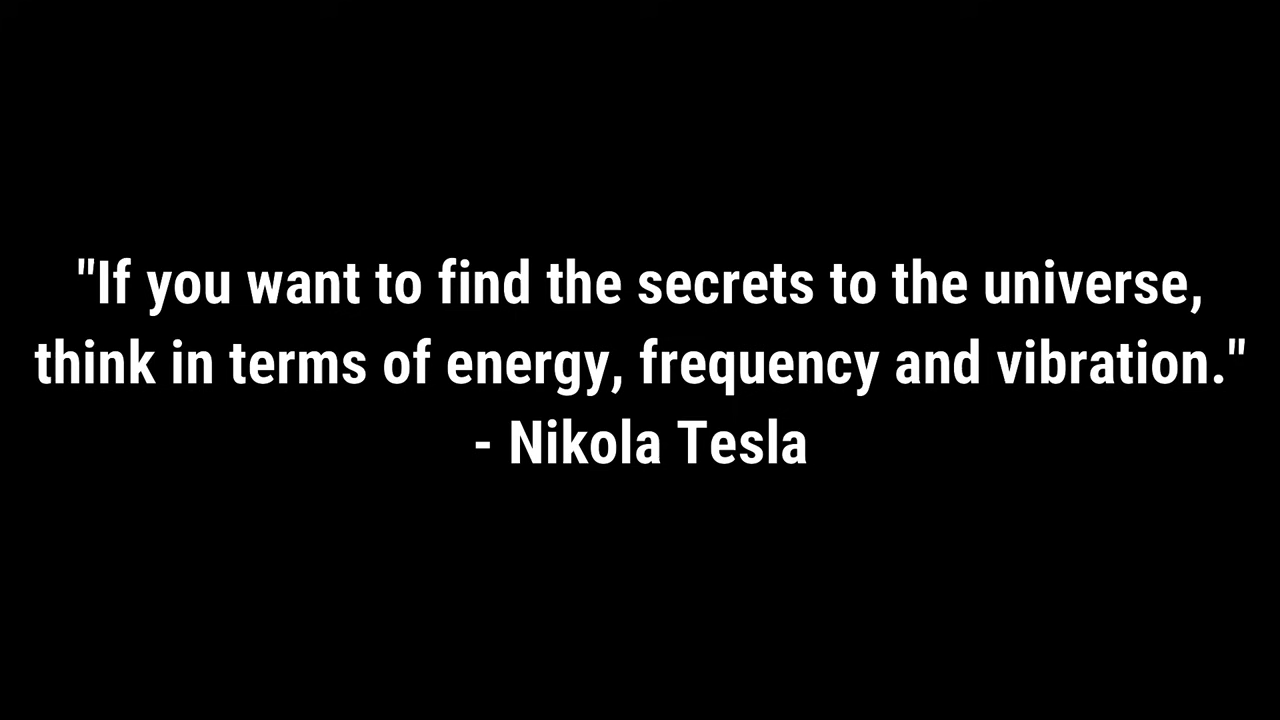 "If you want to find the secrets to the universe,
think in terms of energy, frequency and vibration."
- Nikola Tesla